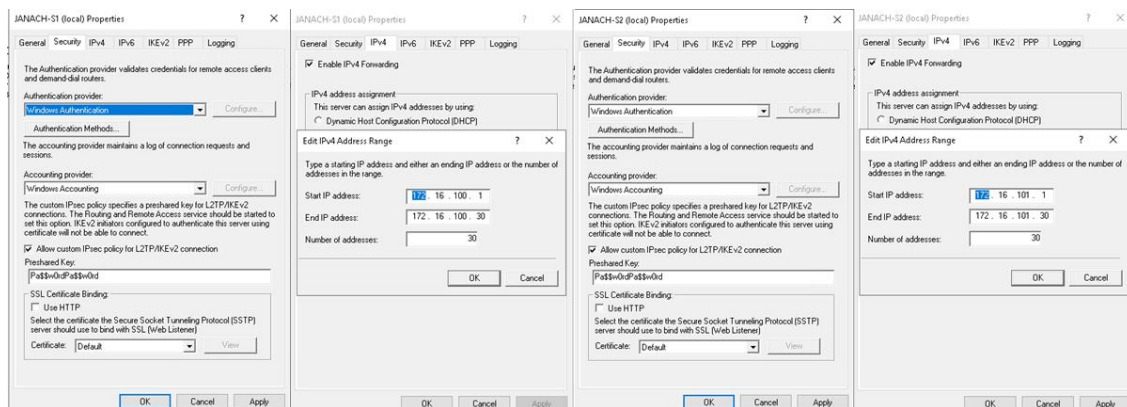 JANACH-S1 (local) Properties ? ×
General Security IPv4 IPv6 IKEv2 PPP Logging
The Authentication provider validates credentials for remote access clients
and demand-dial routers.
Authentication provider:
Windows Authentication Configure...
Authentication Methods...
The accounting provider maintains a log of connection requests and
sessions.
Accounting provider:
Windows Accounting Configure...
The custom IPsec policy specifies a preshared key for L2TP/IKEv2
connections. The Routing and Remote Access service should be started to
set this option. IKEv2 initiators configured to authenticate this server using
certificate will not be able to connect.
Allow custom IPsec policy for L2TP/IKEv2 connection
Preshared Key:
Pa$$w0rdPa$$w0rd
SSL Certificate Binding:
Use HTTP
Select the certificate the Secure Socket Tunneling Protocol (SSTP)
server should use to bind with SSL (Web Listener)
Certificate: Default View
OK Cancel Apply
JANACH-S1 (local) Properties ? ×
General Security IPv4 IPv6 IKEv2 PPP Logging
Enable IPv4 Forwarding
IPv4 address assignment
This server can assign IPv4 addresses by using:
Dynamic Host Configuration Protocol (DHCP)
Edit IPv4 Address Range ? ×
Type a starting IP address and either an ending IP address or the number of
addresses in the range.
Start IP address: 172 . 16 . 100 . 1
End IP address: 172 . 16 . 100 . 30
Number of addresses: 30
OK Cancel
OK Cancel Apply
JANACH-S2 (local) Properties ? ×
General Security IPv4 IPv6 IKEv2 PPP Logging
The Authentication provider validates credentials for remote access clients
and demand-dial routers.
Authentication provider:
Windows Authentication Configure...
Authentication Methods...
The accounting provider maintains a log of connection requests and
sessions.
Accounting provider:
Windows Accounting Configure...
The custom IPsec policy specifies a preshared key for L2TP/IKEv2
connections. The Routing and Remote Access service should be started to
set this option. IKEv2 initiators configured to authenticate this server using
certificate will not be able to connect.
Allow custom IPsec policy for L2TP/IKEv2 connection
Preshared Key:
Pa$$w0rdPa$$w0rd
SSL Certificate Binding:
Use HTTP
Select the certificate the Secure Socket Tunneling Protocol (SSTP)
server should use to bind with SSL (Web Listener)
Certificate: Default View
OK Cancel Apply
JANACH-S2 (local) Properties ? ×
General Security IPv4 IPv6 IKEv2 PPP Logging
Enable IPv4 Forwarding
IPv4 address assignment
This server can assign IPv4 addresses by using:
Dynamic Host Configuration Protocol (DHCP)
Edit IPv4 Address Range ? ×
Type a starting IP address and either an ending IP address or the number of
addresses in the range.
Start IP address: 172 . 16 . 101 . 1
End IP address: 172 . 16 . 101 . 30
Number of addresses: 30
OK Cancel
OK Cancel Apply